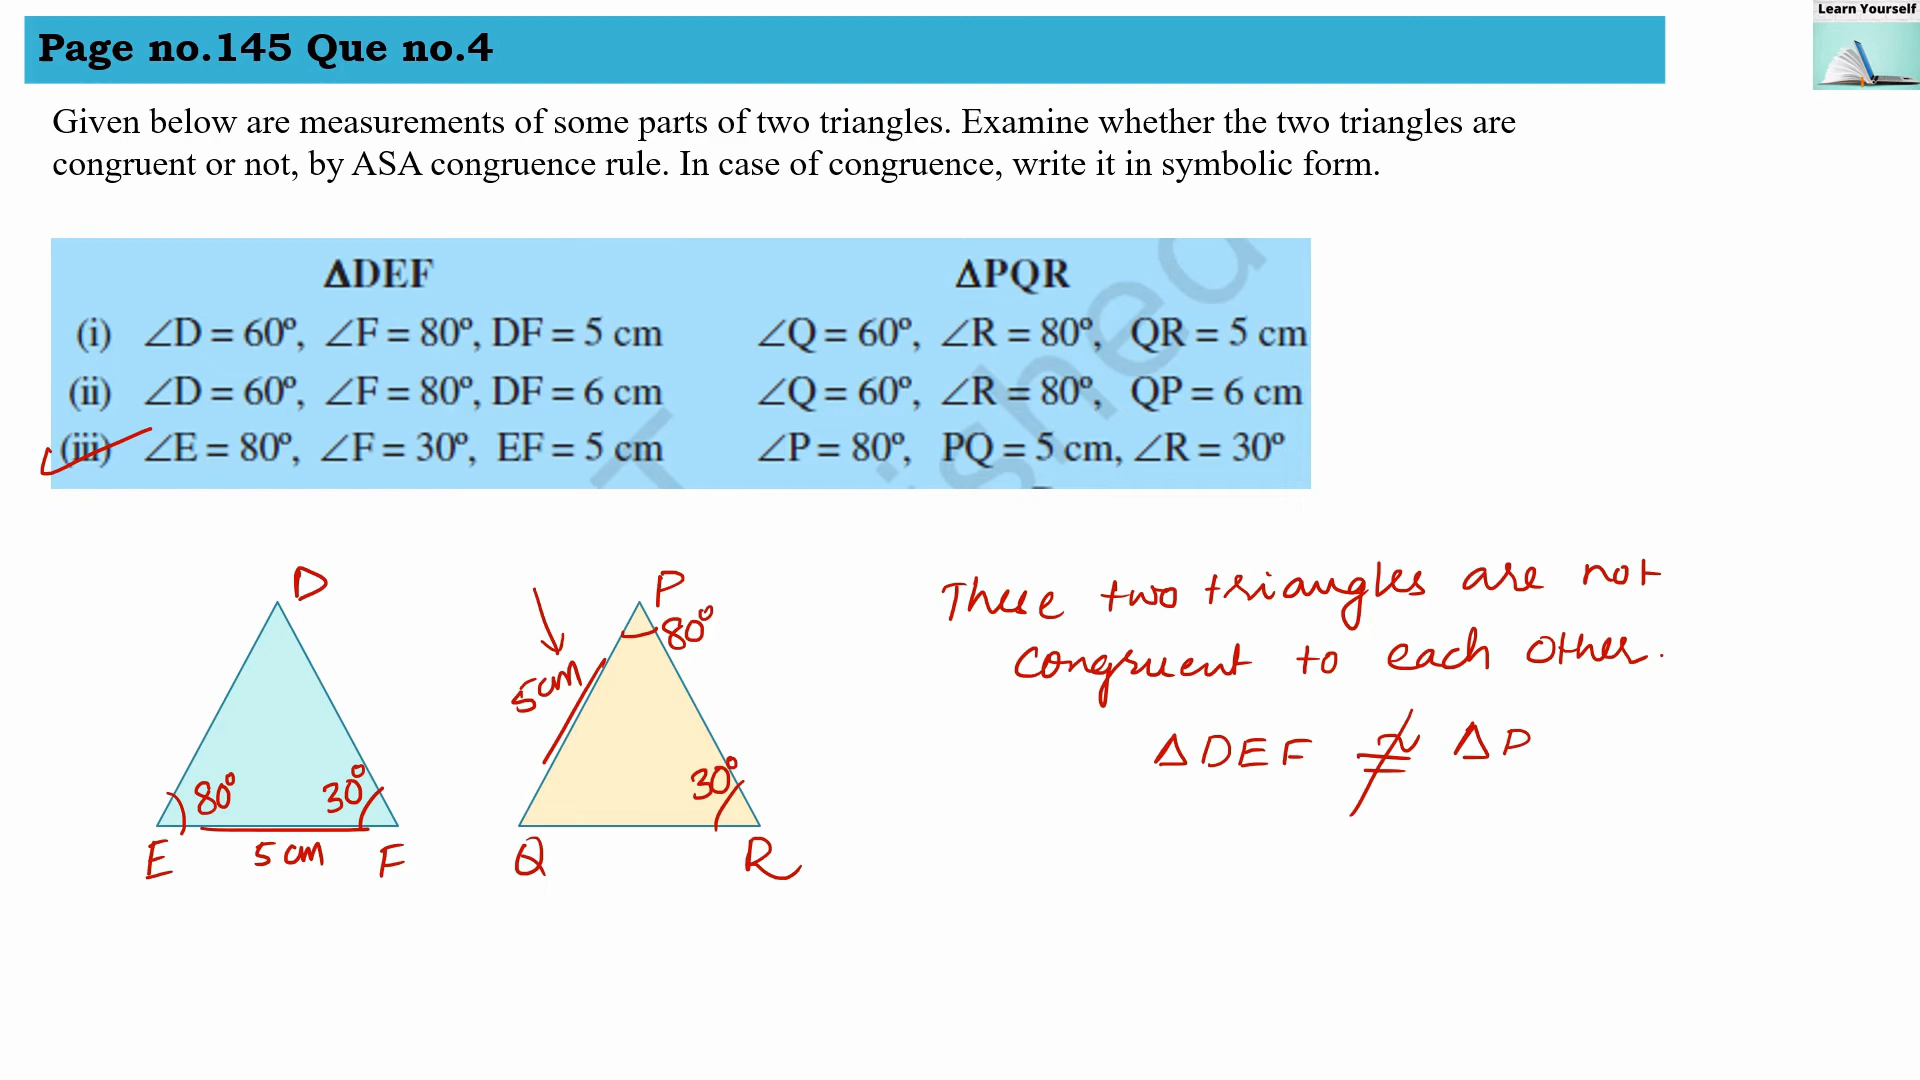 Learn Yourself
Page no.145 Que no.4
Given below are measurements of some parts of two triangles. Examine whether the two triangles are
congruent or not, by ASA congruence rule. In case of congruence, write it in symbolic form.
ΔDEF ΔPQR
(i) ∠D = 60º, ∠F = 80º, DF = 5 cm ∠Q = 60º, ∠R = 80º, QR = 5 cm
(ii) ∠D = 60º, ∠F = 80º, DF = 6 cm ∠Q = 60º, ∠R = 80º, QP = 6 cm
(iii) ∠E = 80º, ∠F = 30º, EF = 5 cm ∠P = 80º, PQ = 5 cm, ∠R = 30º
D
80°
30°
E
5 cm
F
P
80°
5 cm
30°
Q
R
These two triangles are not
congruent to each other.
Δ DEF ≇ Δ P